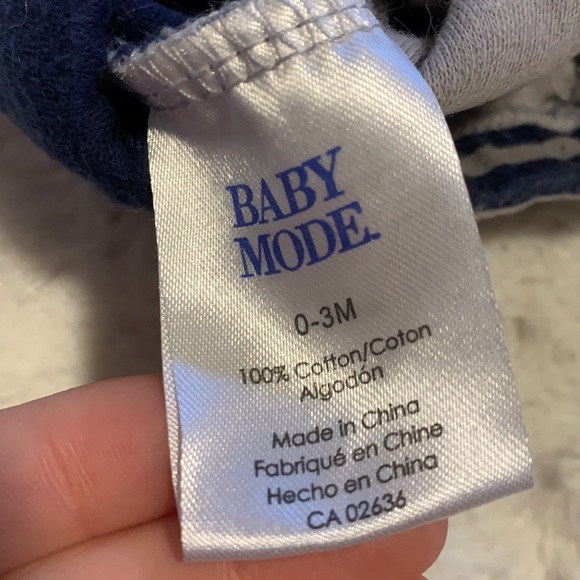 BABY
MODE.
0-3M
100% Cotton/Coton
Algodón
Made in China
Fabriqué en Chine
Hecho en China
CA 02636